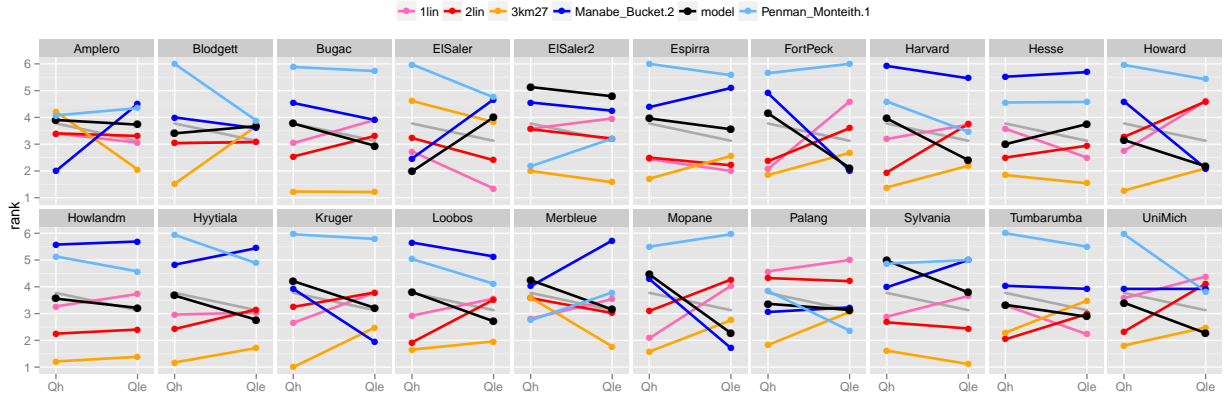 1lin 2lin 3km27 Manabe_Bucket.2 model Penman_Monteith.1
Amplero Blodgett Bugac ElSaler ElSaler2 Espirra FortPeck Harvard Hesse Howard
6
5
4
3
2
1
Howlandm Hyytiala Kruger Loobos Merbleue Mopane Palang Sylvania Tumbarumba UniMich
6
5
4
3
2
1
rank
Qh Qle Qh Qle Qh Qle Qh Qle Qh Qle Qh Qle Qh Qle Qh Qle Qh Qle Qh Qle